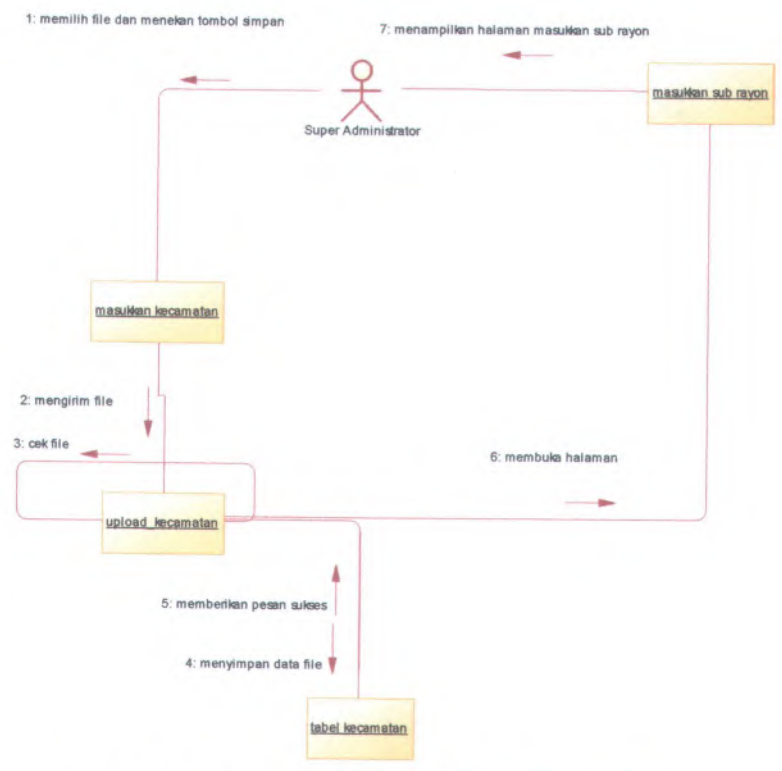 1: memilih file dan menekan tombol simpan
7: menampilkan halaman masukkan sub rayon
masukkan sub rayon
Super Administrator
masukkan kecamatan
2: mengirim file
3: cek file
6: membuka halaman
upload_kecamatan
5: memberikan pesan sukses
4: menyimpan data file
tabel kecamatan